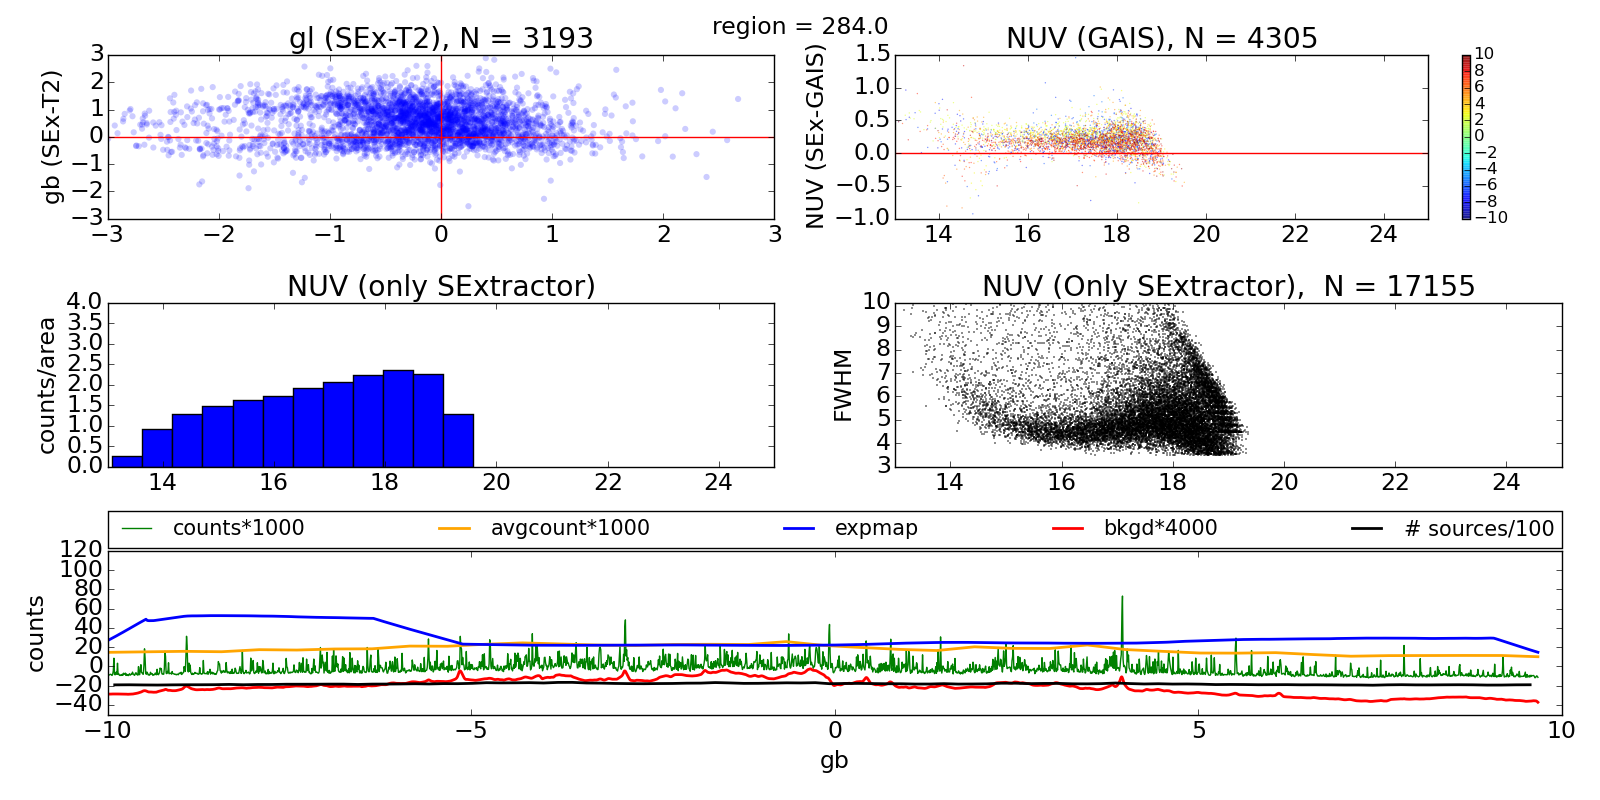 region = 284.0
gl (SEx-T2), N = 3193
NUV (GAIS), N = 4305
gb (SEx-T2)
3
2
1
0
−1
−2
−3
−3 −2 −1 0 1 2 3
NUV (SEx-GAIS)
1.5
1.0
0.5
0.0
−0.5
−1.0
14 16 18 20 22 24
10
8
6
4
2
0
−2
−4
−6
−8
−10
NUV (only SExtractor)
counts/area
4.0
3.5
3.0
2.5
2.0
1.5
1.0
0.5
0.0
14 16 18 20 22 24
NUV (Only SExtractor),  N = 17155
FWHM
10
9
8
7
6
5
4
3
14 16 18 20 22 24
counts*1000 avgcount*1000 expmap bkgd*4000 # sources/100
counts
120
100
80
60
40
20
0
−20
−40
−10 −5 0 5 10
gb